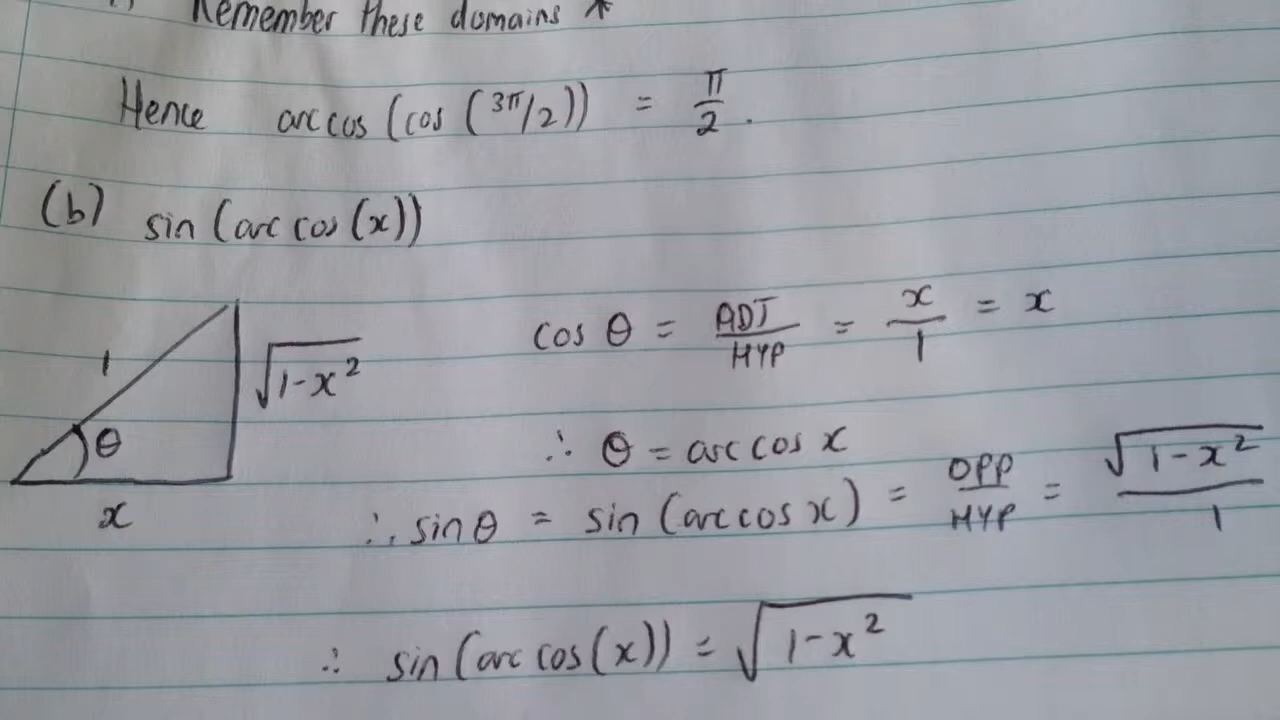 Remember these domains *
Hence arccos(cos(3π/2)) = π/2.
(b) sin(arccos(x))
1
θ
x
√(1-x²)
cos θ = ADJ/HYP = x/1 = x
∴ θ = arccos x
∴ sinθ = sin(arccos x) = OPP/HYP = √(1-x²)/1
∴ sin(arccos(x)) = √(1-x²)